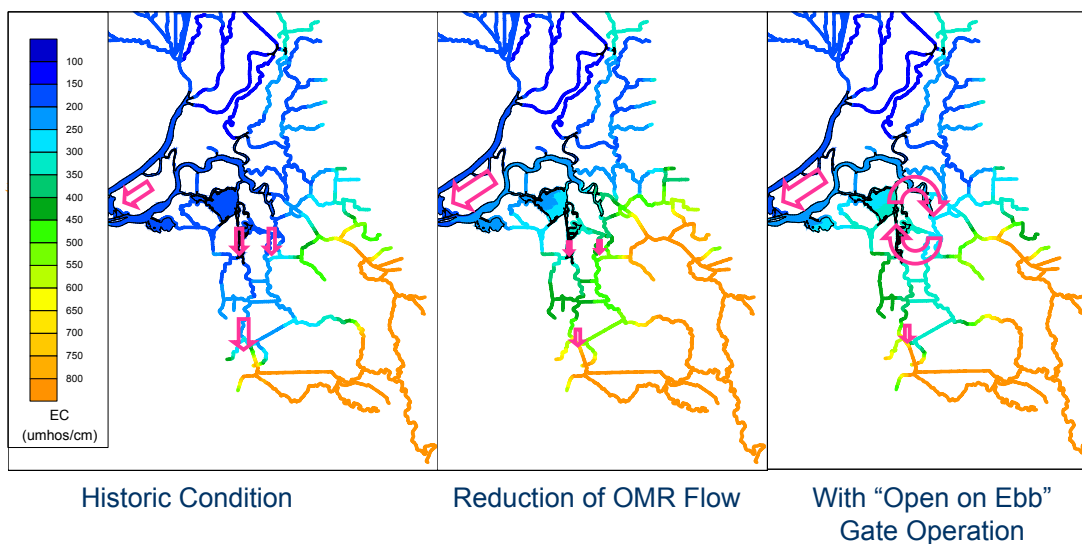 100
150
200
250
300
350
400
450
500
550
600
650
700
750
800
EC
(umhos/cm)
Historic Condition
Reduction of OMR Flow
With “Open on Ebb”
Gate Operation